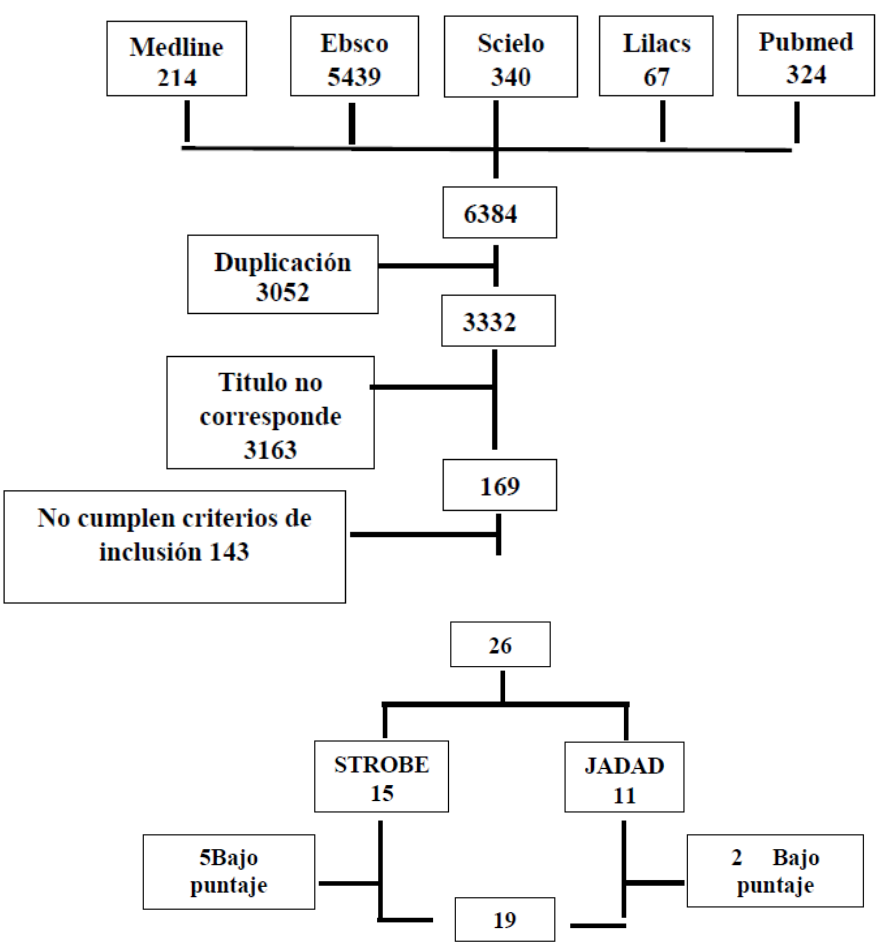 Medline
214
Ebsco
5439
Scielo
340
Lilacs
67
Pubmed
324
6384
Duplicación
3052
3332
Titulo no
corresponde
3163
169
No cumplen criterios de
inclusión 143
26
STROBE
15
JADAD
11
5Bajo
puntaje
2 Bajo
puntaje
19